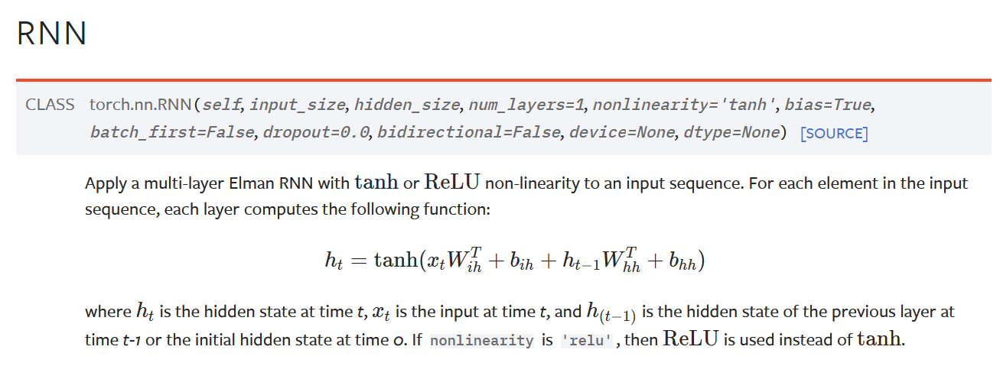 RNN
CLASS torch.nn.RNN(self, input_size, hidden_size, num_layers=1, nonlinearity='tanh', bias=True,
batch_first=False, dropout=0.0, bidirectional=False, device=None, dtype=None) [SOURCE]
Apply a multi-layer Elman RNN with tanh or ReLU non-linearity to an input sequence. For each element in the input
sequence, each layer computes the following function:
h_t = tanh(x_t W_{ih}^T + b_{ih} + h_{t−1} W_{hh}^T + b_{hh})
where h_t is the hidden state at time t, x_t is the input at time t, and h_{(t−1)} is the hidden state of the previous layer at
time t-1 or the initial hidden state at time 0. If nonlinearity is 'relu', then ReLU is used instead of tanh.